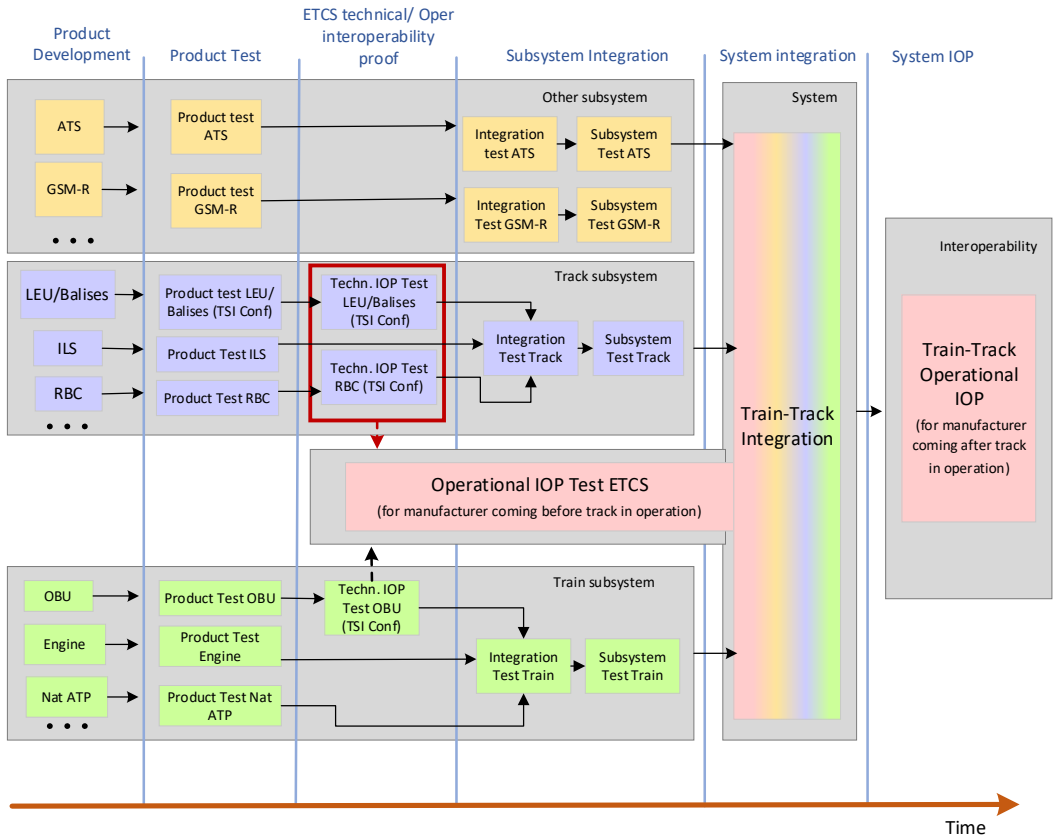 Product
Development
Product Test
ETCS technical/ Oper
interoperability
proof
Subsystem Integration
System integration
System IOP
Other subsystem
ATS
Product test
ATS
Integration
test ATS
Subsystem
Test ATS
GSM-R
Product test
GSM-R
Integration
Test GSM-R
Subsystem
Test GSM-R
• • •
Track subsystem
LEU/Balises
Product test LEU/
Balises (TSI Conf)
Techn. IOP Test
LEU/Balises
(TSI Conf)
ILS
Product Test ILS
Integration
Test Track
Subsystem
Test Track
RBC
Product Test RBC
Techn. IOP Test
RBC (TSI Conf)
• • •
Operational IOP Test ETCS
(for manufacturer coming before track in operation)
Train subsystem
OBU
Product Test OBU
Techn. IOP
Test OBU
(TSI Conf)
Engine
Product Test
Engine
Integration
Test Train
Subsystem
Test Train
Nat ATP
Product Test Nat
ATP
• • •
System
Train-Track
Integration
Interoperability
Train-Track
Operational
IOP
(for manufacturer
coming after track
in operation)
Time